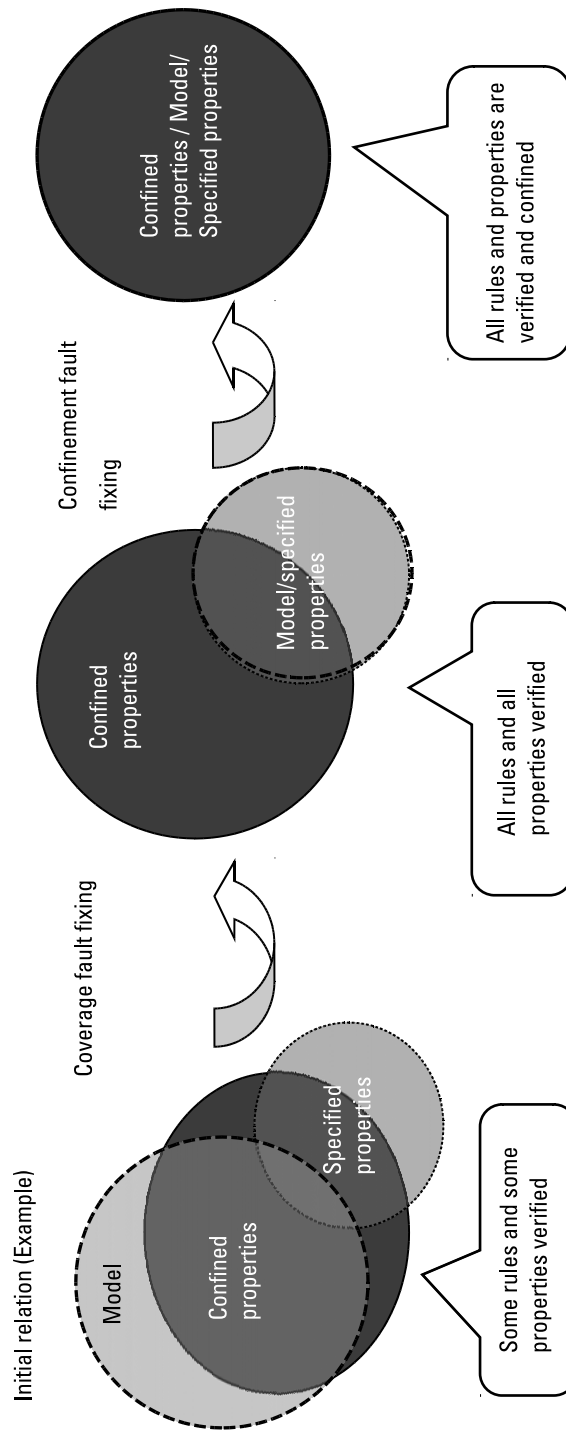 Initial relation (Example)
Model
Confined
properties
Specified
properties
Some rules and some
properties verified
Coverage fault fixing
Confined
properties
Model/specified
properties
All rules and all
properties verified
Confinement fault
fixing
Confined
properties / Model/
Specified properties
All rules and properties are
verified and confined